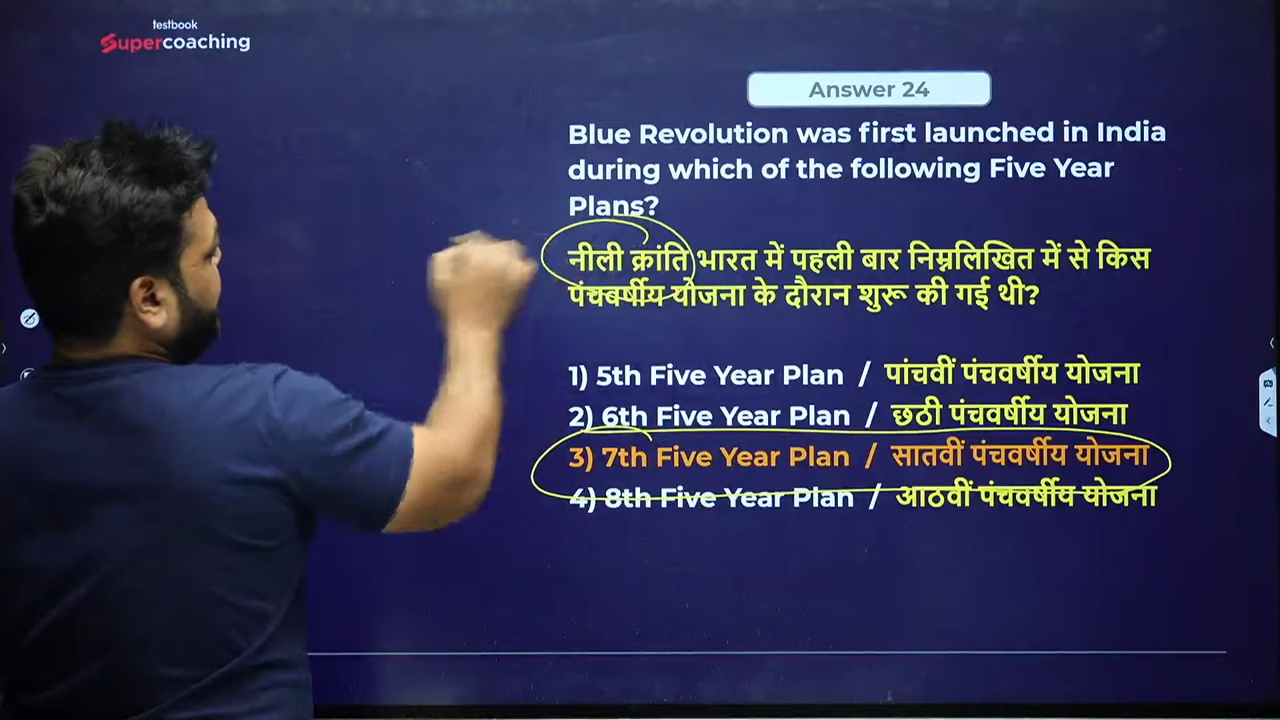 testbook
Supercoaching
Answer 24
Blue Revolution was first launched in India
during which of the following Five Year
Plans?
नीली क्रांति भारत में पहली बार निम्नलिखित में से किस
पंचवर्षीय योजना के दौरान शुरू की गई थी?
1) 5th Five Year Plan / पांचवीं पंचवर्षीय योजना
2) 6th Five Year Plan / छठी पंचवर्षीय योजना
3) 7th Five Year Plan / सातवीं पंचवर्षीय योजना
4) 8th Five Year Plan / आठवीं पंचवर्षीय योजना